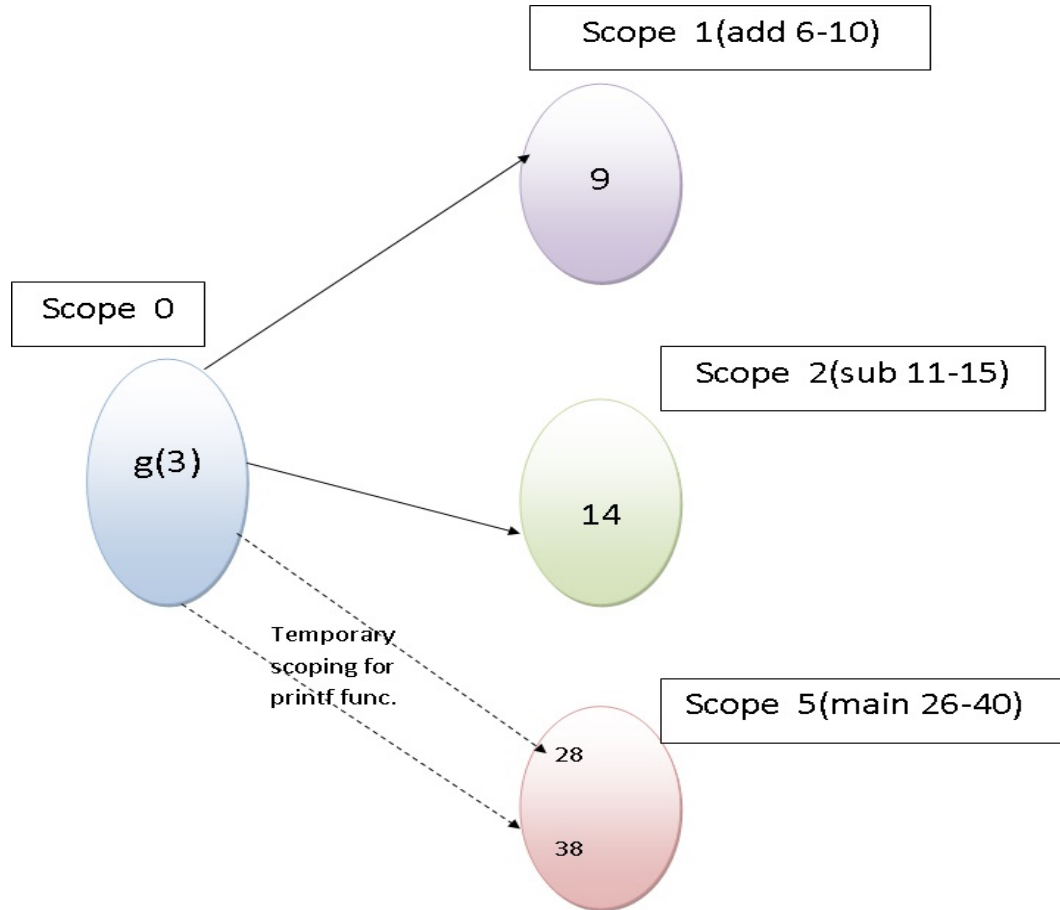 Scope 1(add 6-10)
9
Scope 0
g(3)
Scope 2(sub 11-15)
14
Temporary
scoping for
printf func.
Scope 5(main 26-40)
28
38